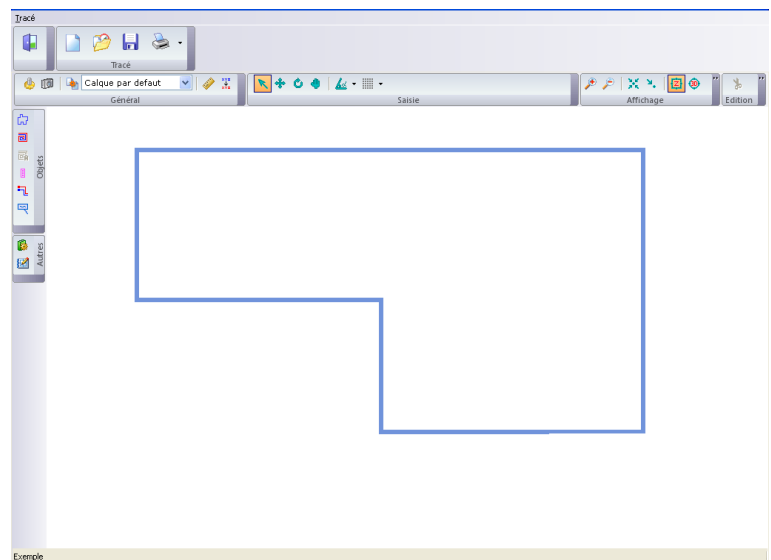 Tracé
Tracé
Calque par defaut
Général
Saisie
Affichage
Edition
Objets
Autres
Exemple